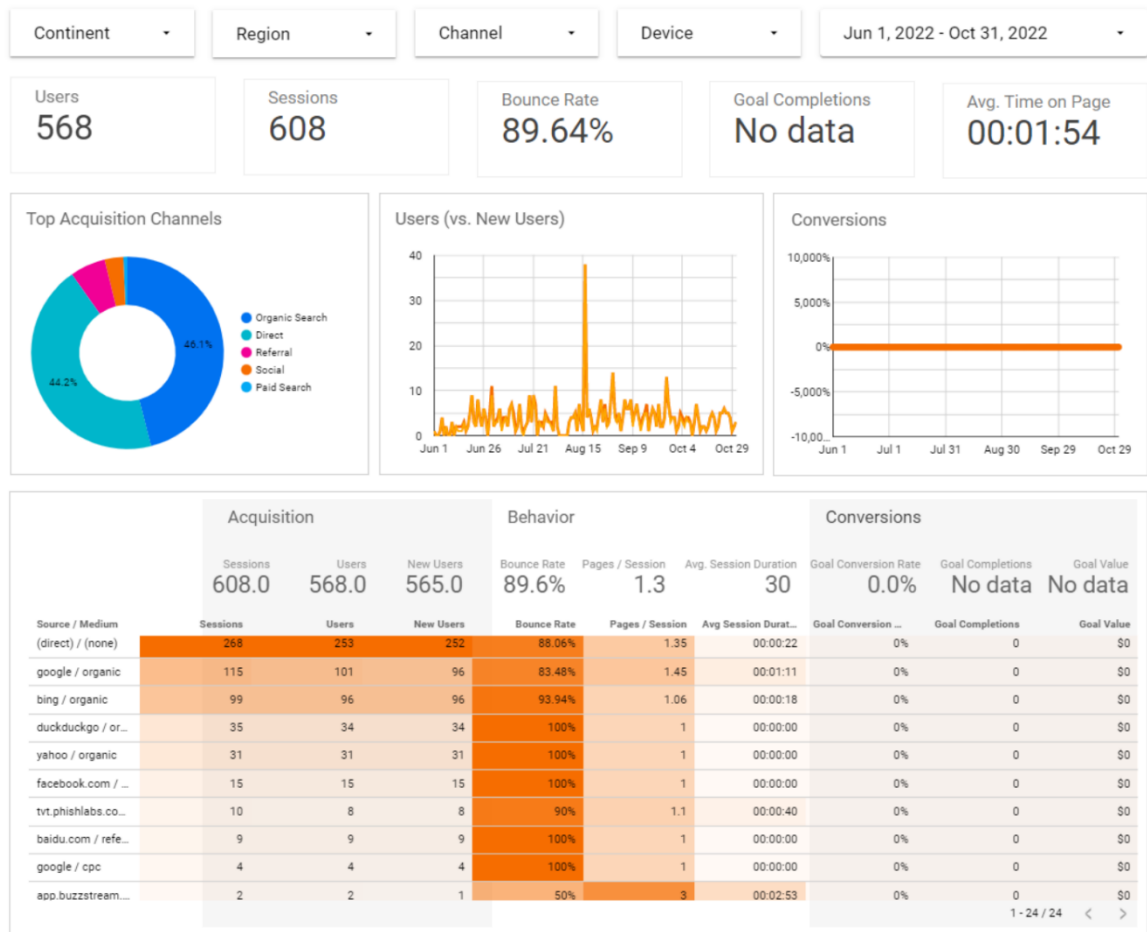 Continent Region Channel Device Jun 1, 2022 - Oct 31, 2022
Users Sessions Bounce Rate Goal Completions Avg. Time on Page
568 608 89.64% No data 00:01:54
Top Acquisition Channels
46.1%
44.2%
Organic Search
Direct
Referral
Social
Paid Search
Users (vs. New Users)
40
30
20
10
0
Jun 1 Jun 26 Jul 21 Aug 15 Sep 9 Oct 4 Oct 29
Conversions
10,000%
5,000%
0%
-5,000%
-10,00...
Jun 1 Jul 1 Jul 31 Aug 30 Sep 29 Oct 29
Acquisition Behavior Conversions
Sessions Users New Users Bounce Rate Pages / Session Avg. Session Duration Goal Conversion Rate Goal Completions Goal Value
608.0 568.0 565.0 89.6% 1.3 30 0.0% No data No data
Source / Medium Sessions Users New Users Bounce Rate Pages / Session Avg Session Durat... Goal Conversion ... Goal Completions Goal Value
(direct) / (none) 268 253 252 88.06% 1.35 00:00:22 0% 0 $0
google / organic 115 101 96 83.48% 1.45 00:01:11 0% 0 $0
bing / organic 99 96 96 93.94% 1.06 00:00:18 0% 0 $0
duckduckgo / or... 35 34 34 100% 1 00:00:00 0% 0 $0
yahoo / organic 31 31 31 100% 1 00:00:00 0% 0 $0
facebook.com / ... 15 15 15 100% 1 00:00:00 0% 0 $0
tvt.phishlabs.co... 10 8 8 90% 1.1 00:00:40 0% 0 $0
baidu.com / refe... 9 9 9 100% 1 00:00:00 0% 0 $0
google / cpc 4 4 4 100% 1 00:00:00 0% 0 $0
app.buzzstream.... 2 2 1 50% 3 00:02:53 0% 0 $0
1 - 24 / 24